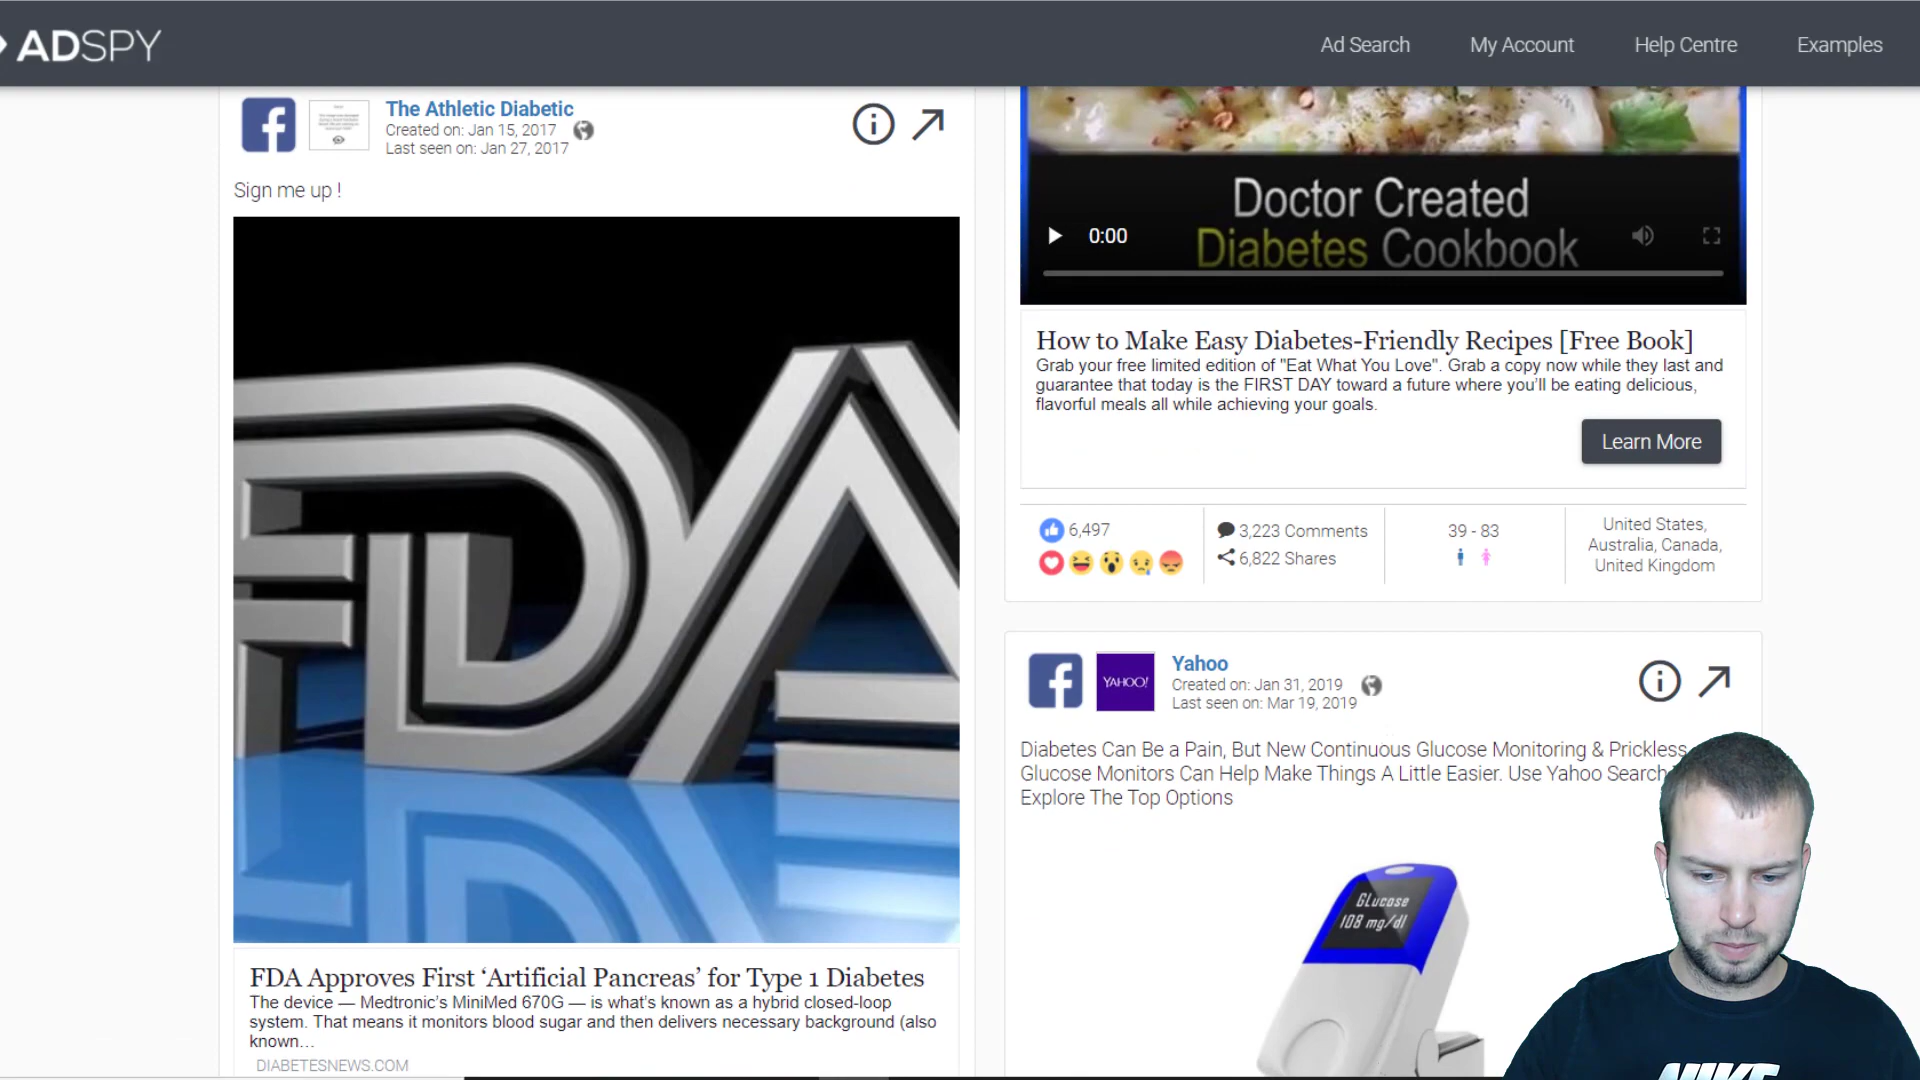 ADSPY
Ad Search
My Account
Help Centre
Examples
The Athletic Diabetic
Created on: Jan 15, 2017
Last seen on: Jan 27, 2017
Sign me up !
FDA
FDA Approves First ‘Artificial Pancreas’ for Type 1 Diabetes
The device — Medtronic's MiniMed 670G — is what's known as a hybrid closed-loop
system. That means it monitors blood sugar and then delivers necessary background (also
known…
DIABETESNEWS.COM
Doctor Created
Diabetes Cookbook
0:00
How to Make Easy Diabetes-Friendly Recipes [Free Book]
Grab your free limited edition of "Eat What You Love". Grab a copy now while they last and
guarantee that today is the FIRST DAY toward a future where you'll be eating delicious,
flavorful meals all while achieving your goals.
Learn More
6,497
3,223 Comments
6,822 Shares
39 - 83
United States,
Australia, Canada,
United Kingdom
YAHOO!
Yahoo
Created on: Jan 31, 2019
Last seen on: Mar 19, 2019
Diabetes Can Be a Pain, But New Continuous Glucose Monitoring & Prickless
Glucose Monitors Can Help Make Things A Little Easier. Use Yahoo Search
Explore The Top Options
Glucose
108 mg/dl
NIKE